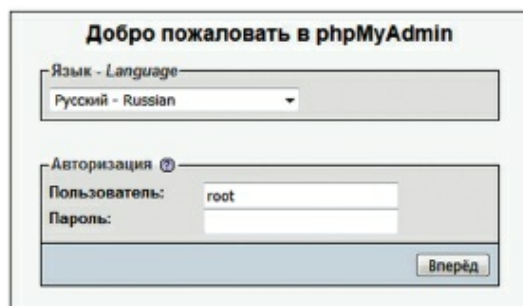 Добро пожаловать в phpMyAdmin
Язык - Language
Русский - Russian
Авторизация
Пользователь: root
Пароль:
Вперёд